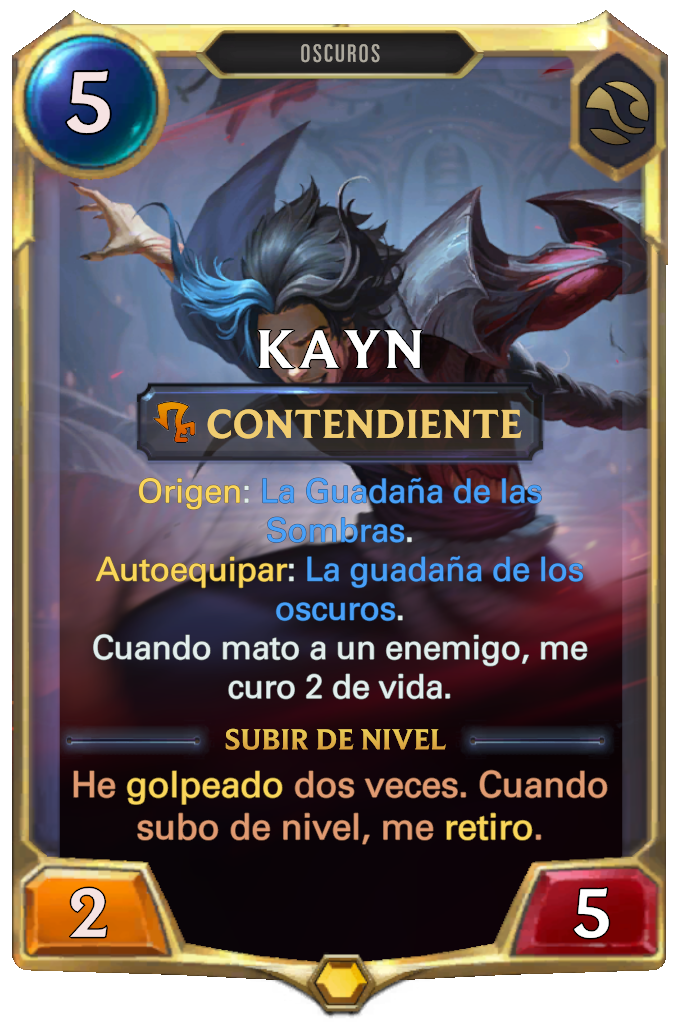 OSCUROS
5
KAYN
CONTENDIENTE
Origen: La Guadaña de las
Sombras.
Autoequipar: La guadaña de los
oscuros.
Cuando mato a un enemigo, me
curo 2 de vida.
SUBIR DE NIVEL
He golpeado dos veces. Cuando
subo de nivel, me retiro.
2
5